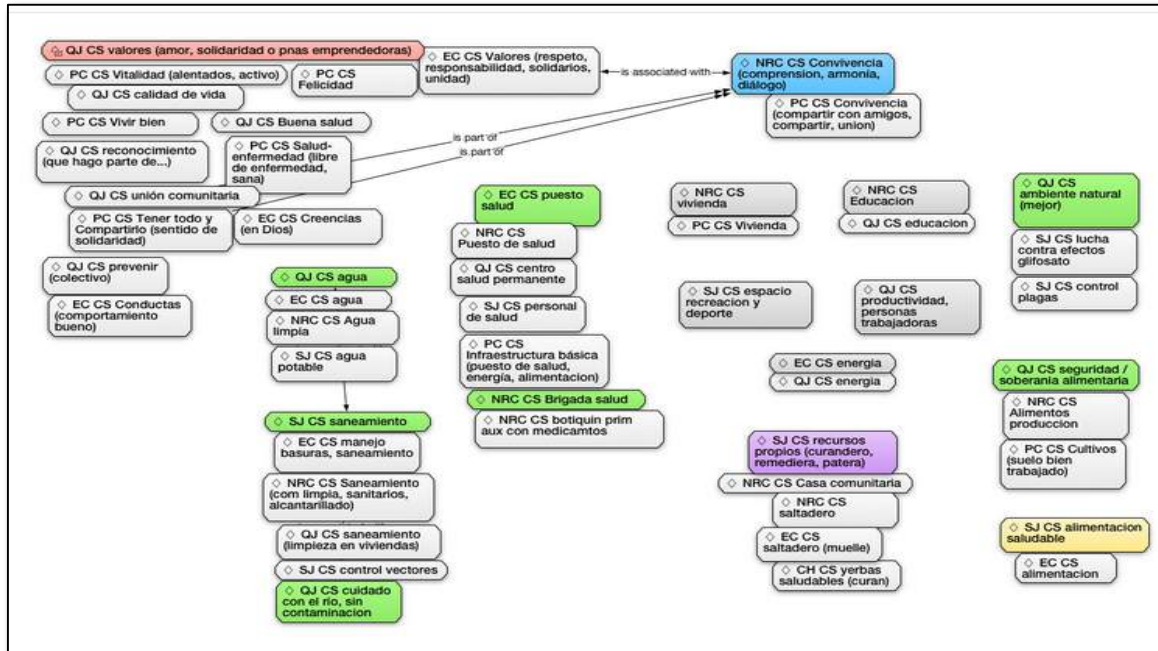 ◇ QJ CS valores (amor, solidaridad o pnas emprendedoras)
◇ PC CS Vitalidad (alentados, activo)
◇ PC CS
Felicidad
◇ EC CS Valores (respeto,
responsabilidad, solidarios,
unidad)
is associated with
◇ NRC CS Convivencia
(comprension, armonía,
diálogo)
◇ PC CS Convivencia
(compartir con amigos,
compartir, union)
◇ QJ CS calidad de vida
◇ PC CS Vivir bien
◇ QJ CS Buena salud
is part of
is part of
◇ QJ CS reconocimiento
(que hago parte de...)
◇ PC CS Salud-
enfermedad (libre
de enfermedad,
sana)
◇ QJ CS unión comunitaria
◇ PC CS Tener todo y
Compartirlo (sentido de
solidaridad)
◇ EC CS Creencias
(en Dios)
◇ QJ CS prevenir
(colectivo)
◇ EC CS Conductas
(comportamiento
bueno)
◇ QJ CS agua
◇ EC CS agua
◇ NRC CS Agua
limpia
◇ SJ CS agua
potable
◇ SJ CS saneamiento
◇ EC CS manejo
basuras, saneamiento
◇ NRC CS Saneamiento
(com limpia, sanitarios,
alcantarillado)
◇ QJ CS saneamiento
(limpieza en viviendas)
◇ SJ CS control vectores
◇ QJ CS cuidado
con el río, sin
contaminacion
◇ EC CS puesto
salud
◇ NRC CS
Puesto de salud
◇ QJ CS centro
salud permanente
◇ SJ CS personal
de salud
◇ PC CS
Infraestructura básica
(puesto de salud,
energía, alimentacion)
◇ NRC CS Brigada salud
◇ NRC CS botiquin prim
aux con medicamtos
◇ NRC CS
vivienda
◇ PC CS Vivienda
◇ NRC CS
Educacion
◇ QJ CS educacion
◇ SJ CS espacio
recreacion y
deporte
◇ QJ CS
productividad,
personas
trabajadoras
◇ EC CS energia
◇ QJ CS energia
◇ SJ CS recursos
propios (curandero,
remediera, patera)
◇ NRC CS Casa comunitaria
◇ NRC CS
saltadero
◇ EC CS
saltadero (muelle)
◇ CH CS yerbas
saludables (curan)
◇ QJ CS
ambiente natural
(mejor)
◇ SJ CS lucha
contra efectos
glifosato
◇ SJ CS control
plagas
◇ QJ CS seguridad /
soberania alimentaria
◇ NRC CS
Alimentos
produccion
◇ PC CS Cultivos
(suelo bien
trabajado)
◇ SJ CS alimentacion
saludable
◇ EC CS
alimentacion